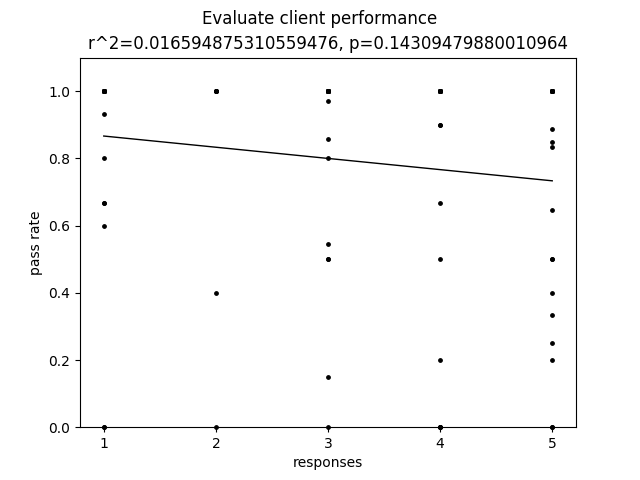 Evaluate client performance
r^2=0.016594875310559476, p=0.14309479880010964
1.0
0.8
0.6
0.4
0.2
0.0
pass rate
1 2 3 4 5
responses